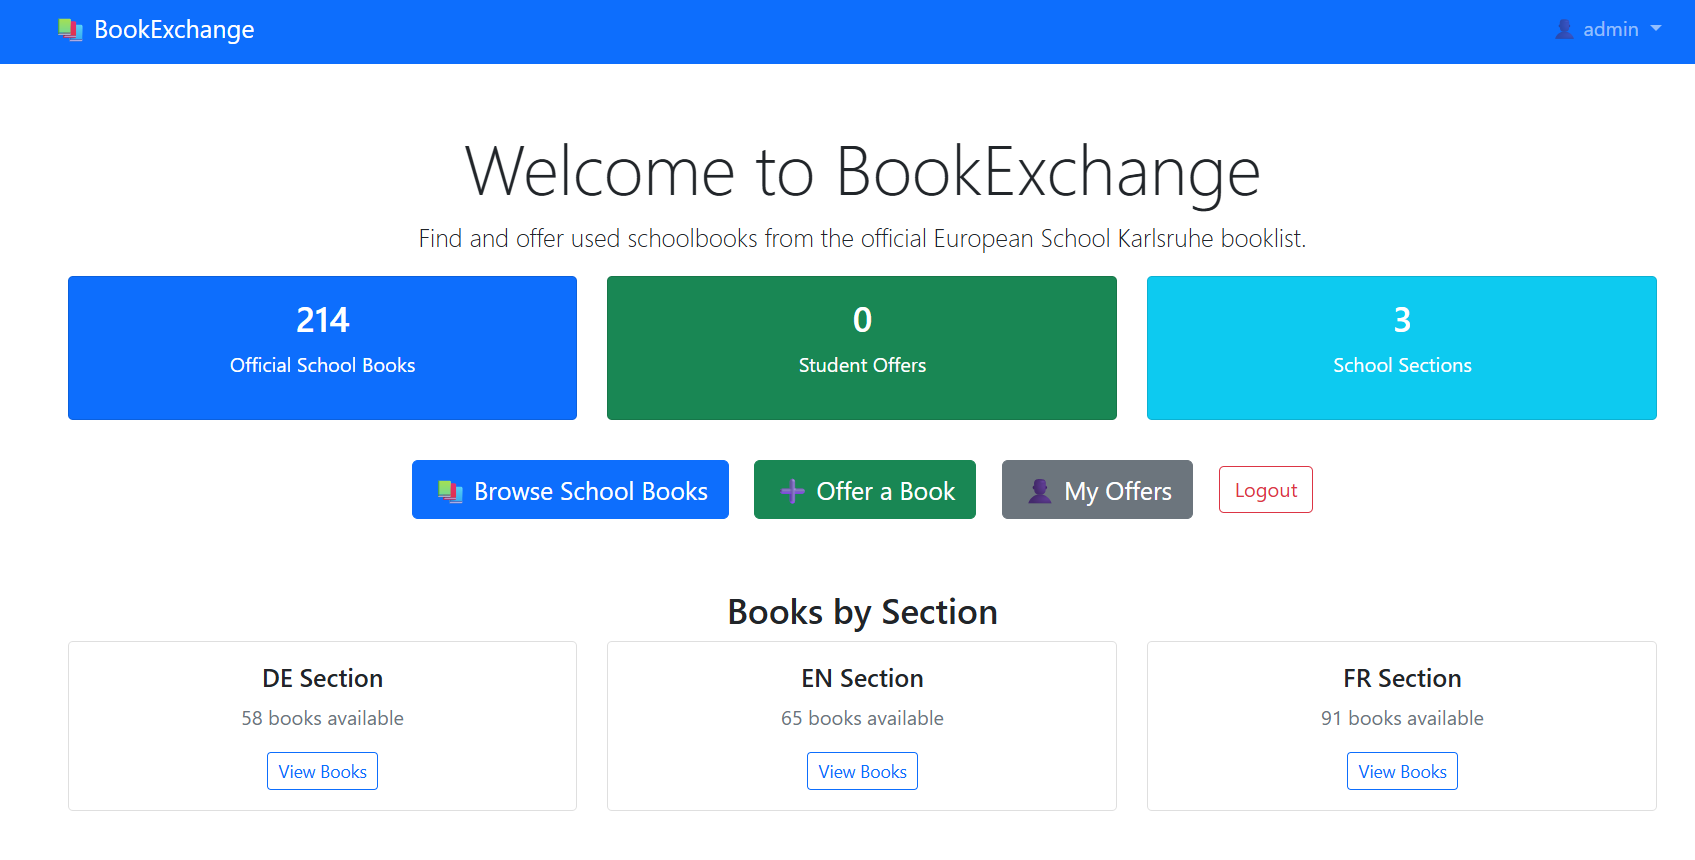 BookExchange
admin
Welcome to BookExchange
Find and offer used schoolbooks from the official European School Karlsruhe booklist.
214
Official School Books
0
Student Offers
3
School Sections
Browse School Books
Offer a Book
My Offers
Logout
Books by Section
DE Section
58 books available
View Books
EN Section
65 books available
View Books
FR Section
91 books available
View Books